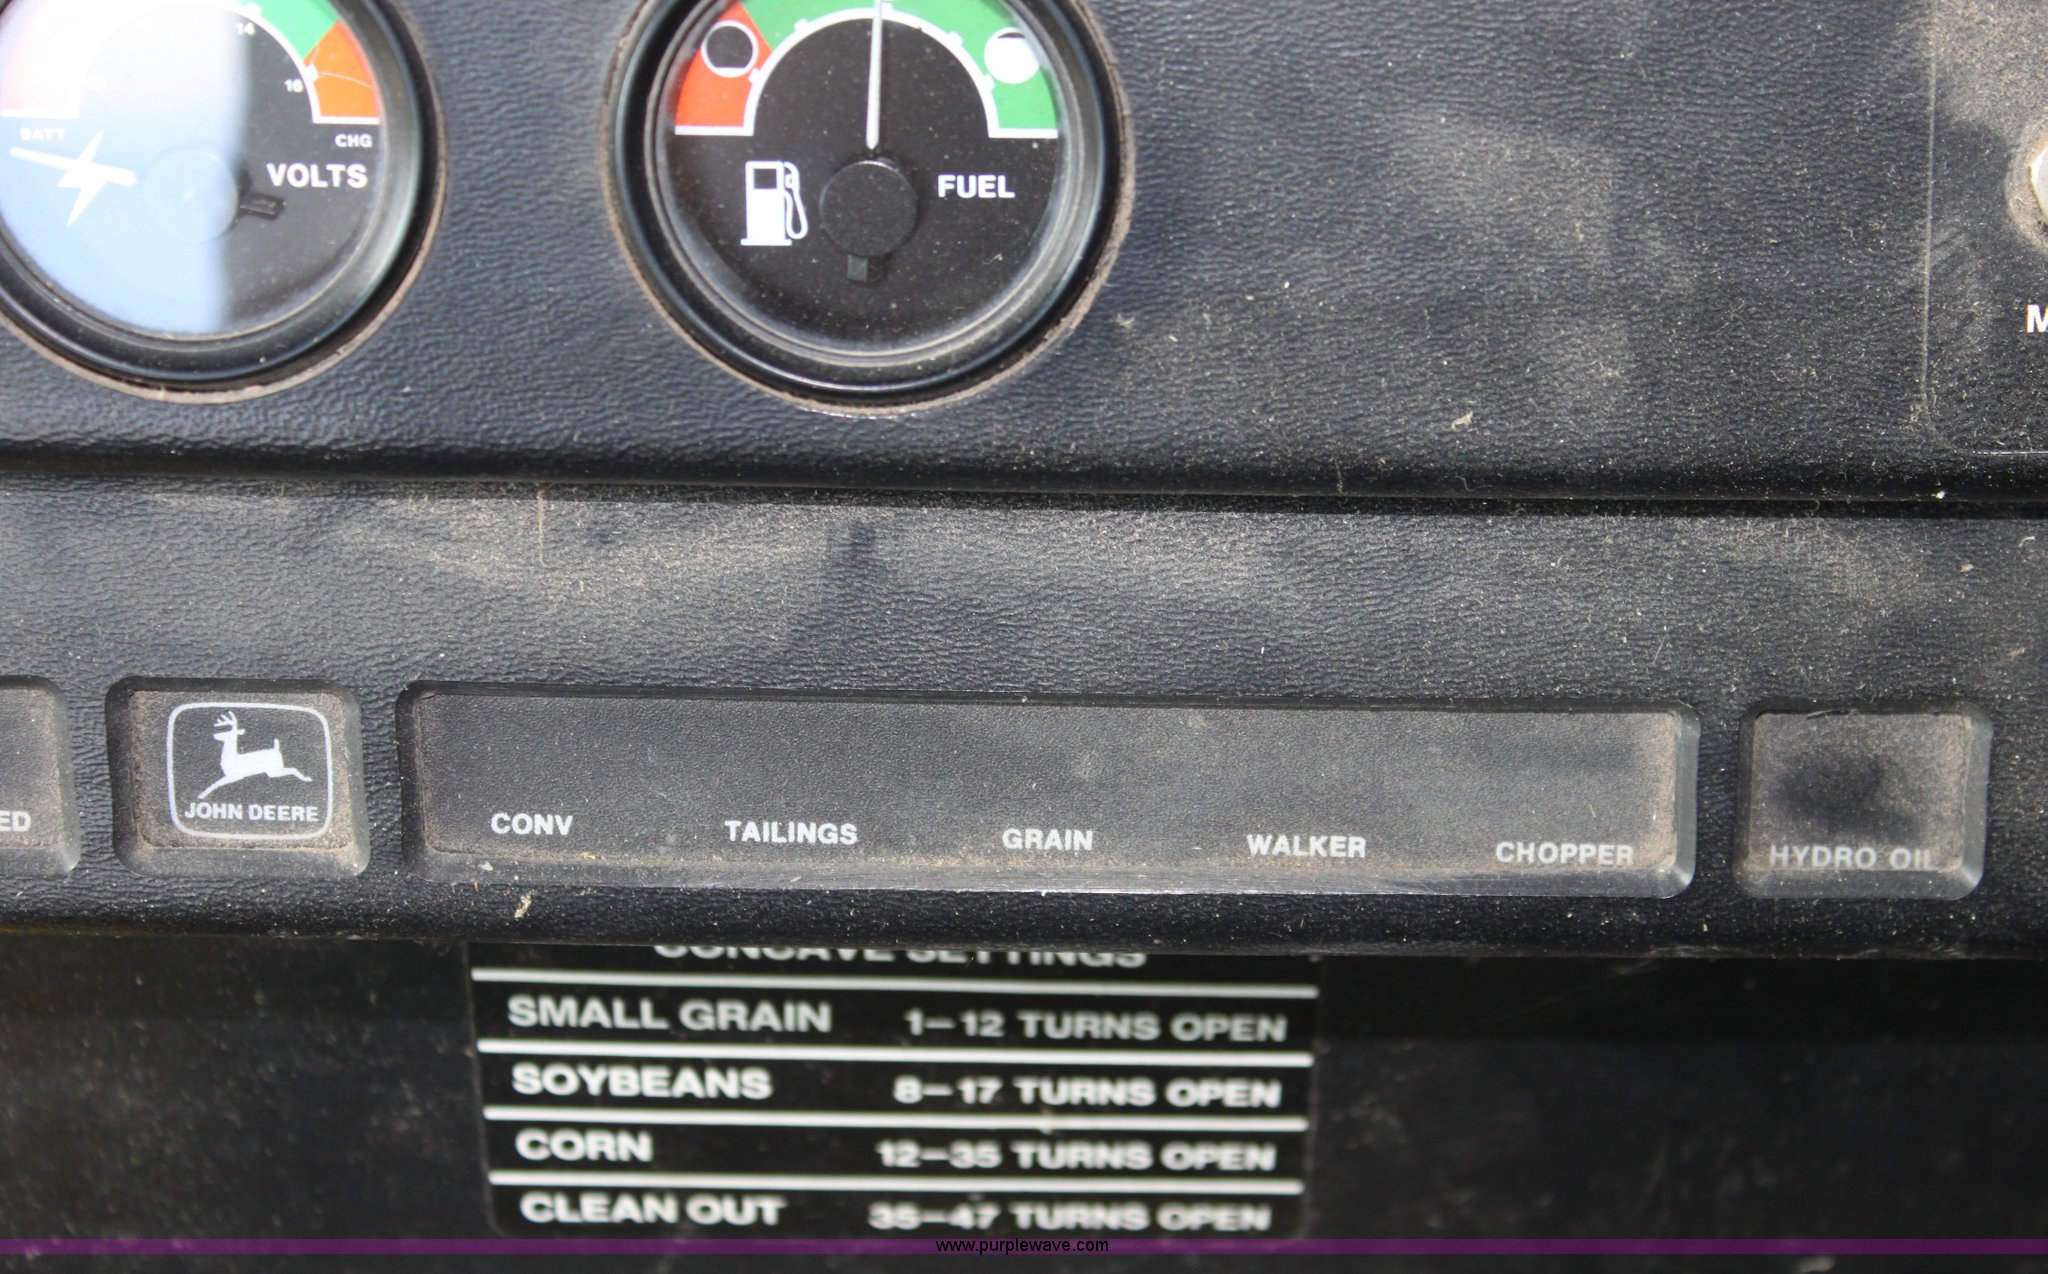 14
16
BATT
CHG
VOLTS
FUEL
JOHN DEERE
CONV TAILINGS GRAIN WALKER CHOPPER
HYDRO OIL
CONCAVE SETTINGS
SMALL GRAIN 1–12 TURNS OPEN
SOYBEANS 8–17 TURNS OPEN
CORN 12–35 TURNS OPEN
CLEAN OUT 35–47 TURNS OPEN
www.purplewave.com